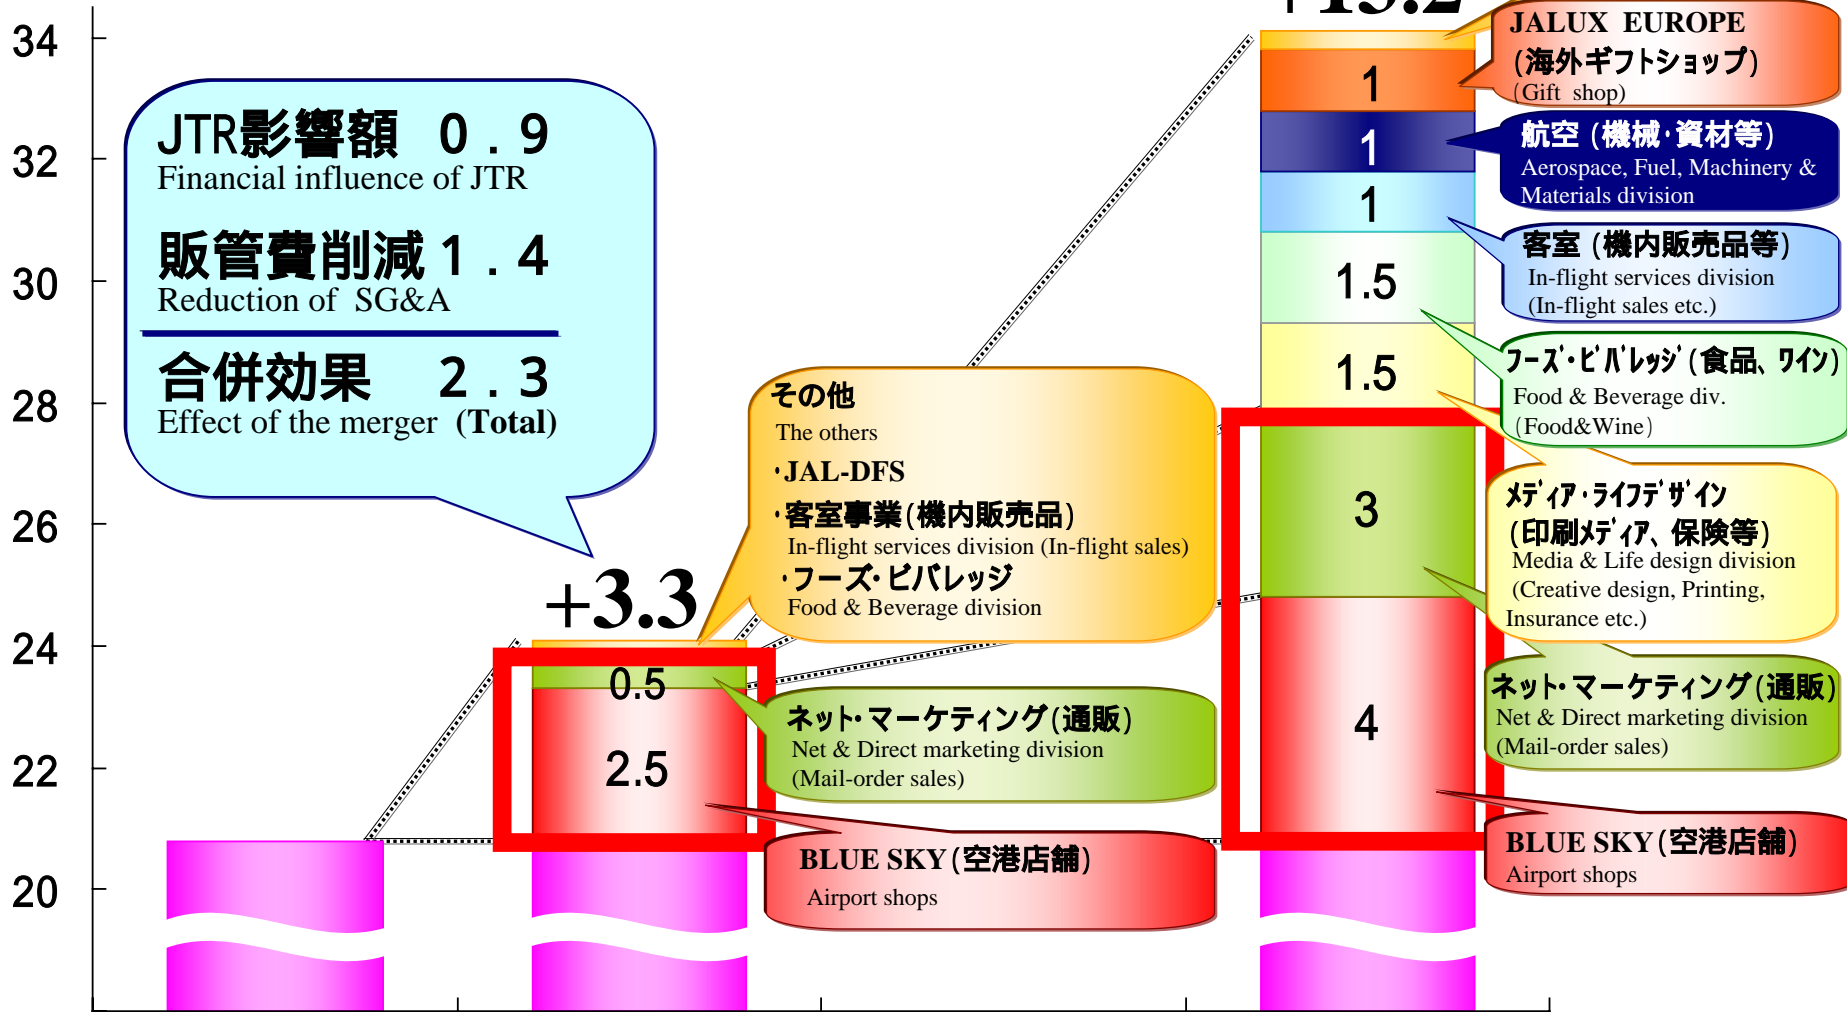 34
32
30
28
26
24
22
20
JTR影響額 0.9
Financial influence of JTR
販管費削減 1.4
Reduction of SG&A
合併効果 2.3
Effect of the merger (Total)
+3.3
0.5
2.5
その他
The others
・JAL-DFS
・客室事業(機内販売品)
In-flight services division (In-flight sales)
・フーズ・ビバレッジ
Food & Beverage division
ネット・マーケティング(通販)
Net & Direct marketing division
(Mail-order sales)
BLUE SKY(空港店舗)
Airport shops
+13.2
1
1
1
1.5
1.5
3
4
JALUX EUROPE
(海外ギフトショップ)
(Gift shop)
航空(機械・資材等)
Aerospace, Fuel, Machinery &
Materials division
客室(機内販売品等)
In-flight services division
(In-flight sales etc.)
フーズ・ビバレッジ(食品、ワイン)
Food & Beverage div.
(Food&Wine)
メディア・ライフデザイン
(印刷メディア、保険等)
Media & Life design division
(Creative design, Printing,
Insurance etc.)
ネット・マーケティング(通販)
Net & Direct marketing division
(Mail-order sales)
BLUE SKY(空港店舗)
Airport shops